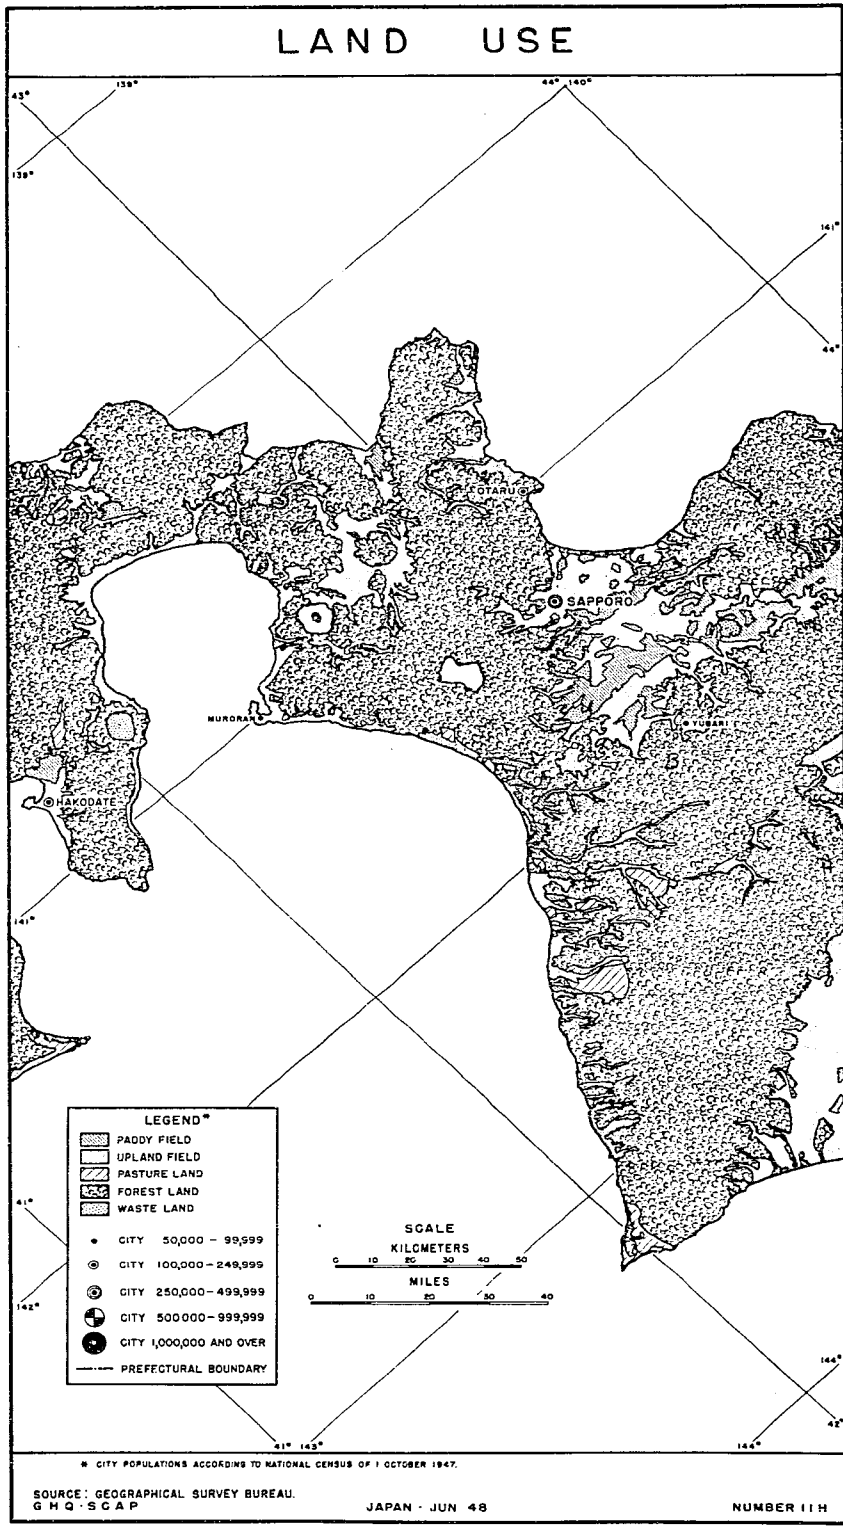 LAND USE
139°
44° 140°
43°
139°
141°
44°
OTARU
SAPPORO
MURORAN
YUBARI
HAKODATE
141°
LEGEND*
PADDY FIELD
UPLAND FIELD
PASTURE LAND
FOREST LAND
WASTE LAND
CITY 50,000 - 99,999
CITY 100,000-249,999
CITY 250,000-499,999
CITY 500000-999,999
CITY 1,000,000 AND OVER
PREFECTURAL BOUNDARY
SCALE
KILOMETERS
0 10 20 30 40 50
MILES
0 10 20 30 40
41°
142°
144°
42°
41° 143°
144°
* CITY POPULATIONS ACCORDING TO NATIONAL CENSUS OF 1 OCTOBER 1947.
SOURCE: GEOGRAPHICAL SURVEY BUREAU.
GHQ-SCAP
JAPAN - JUN 48
NUMBER 11H